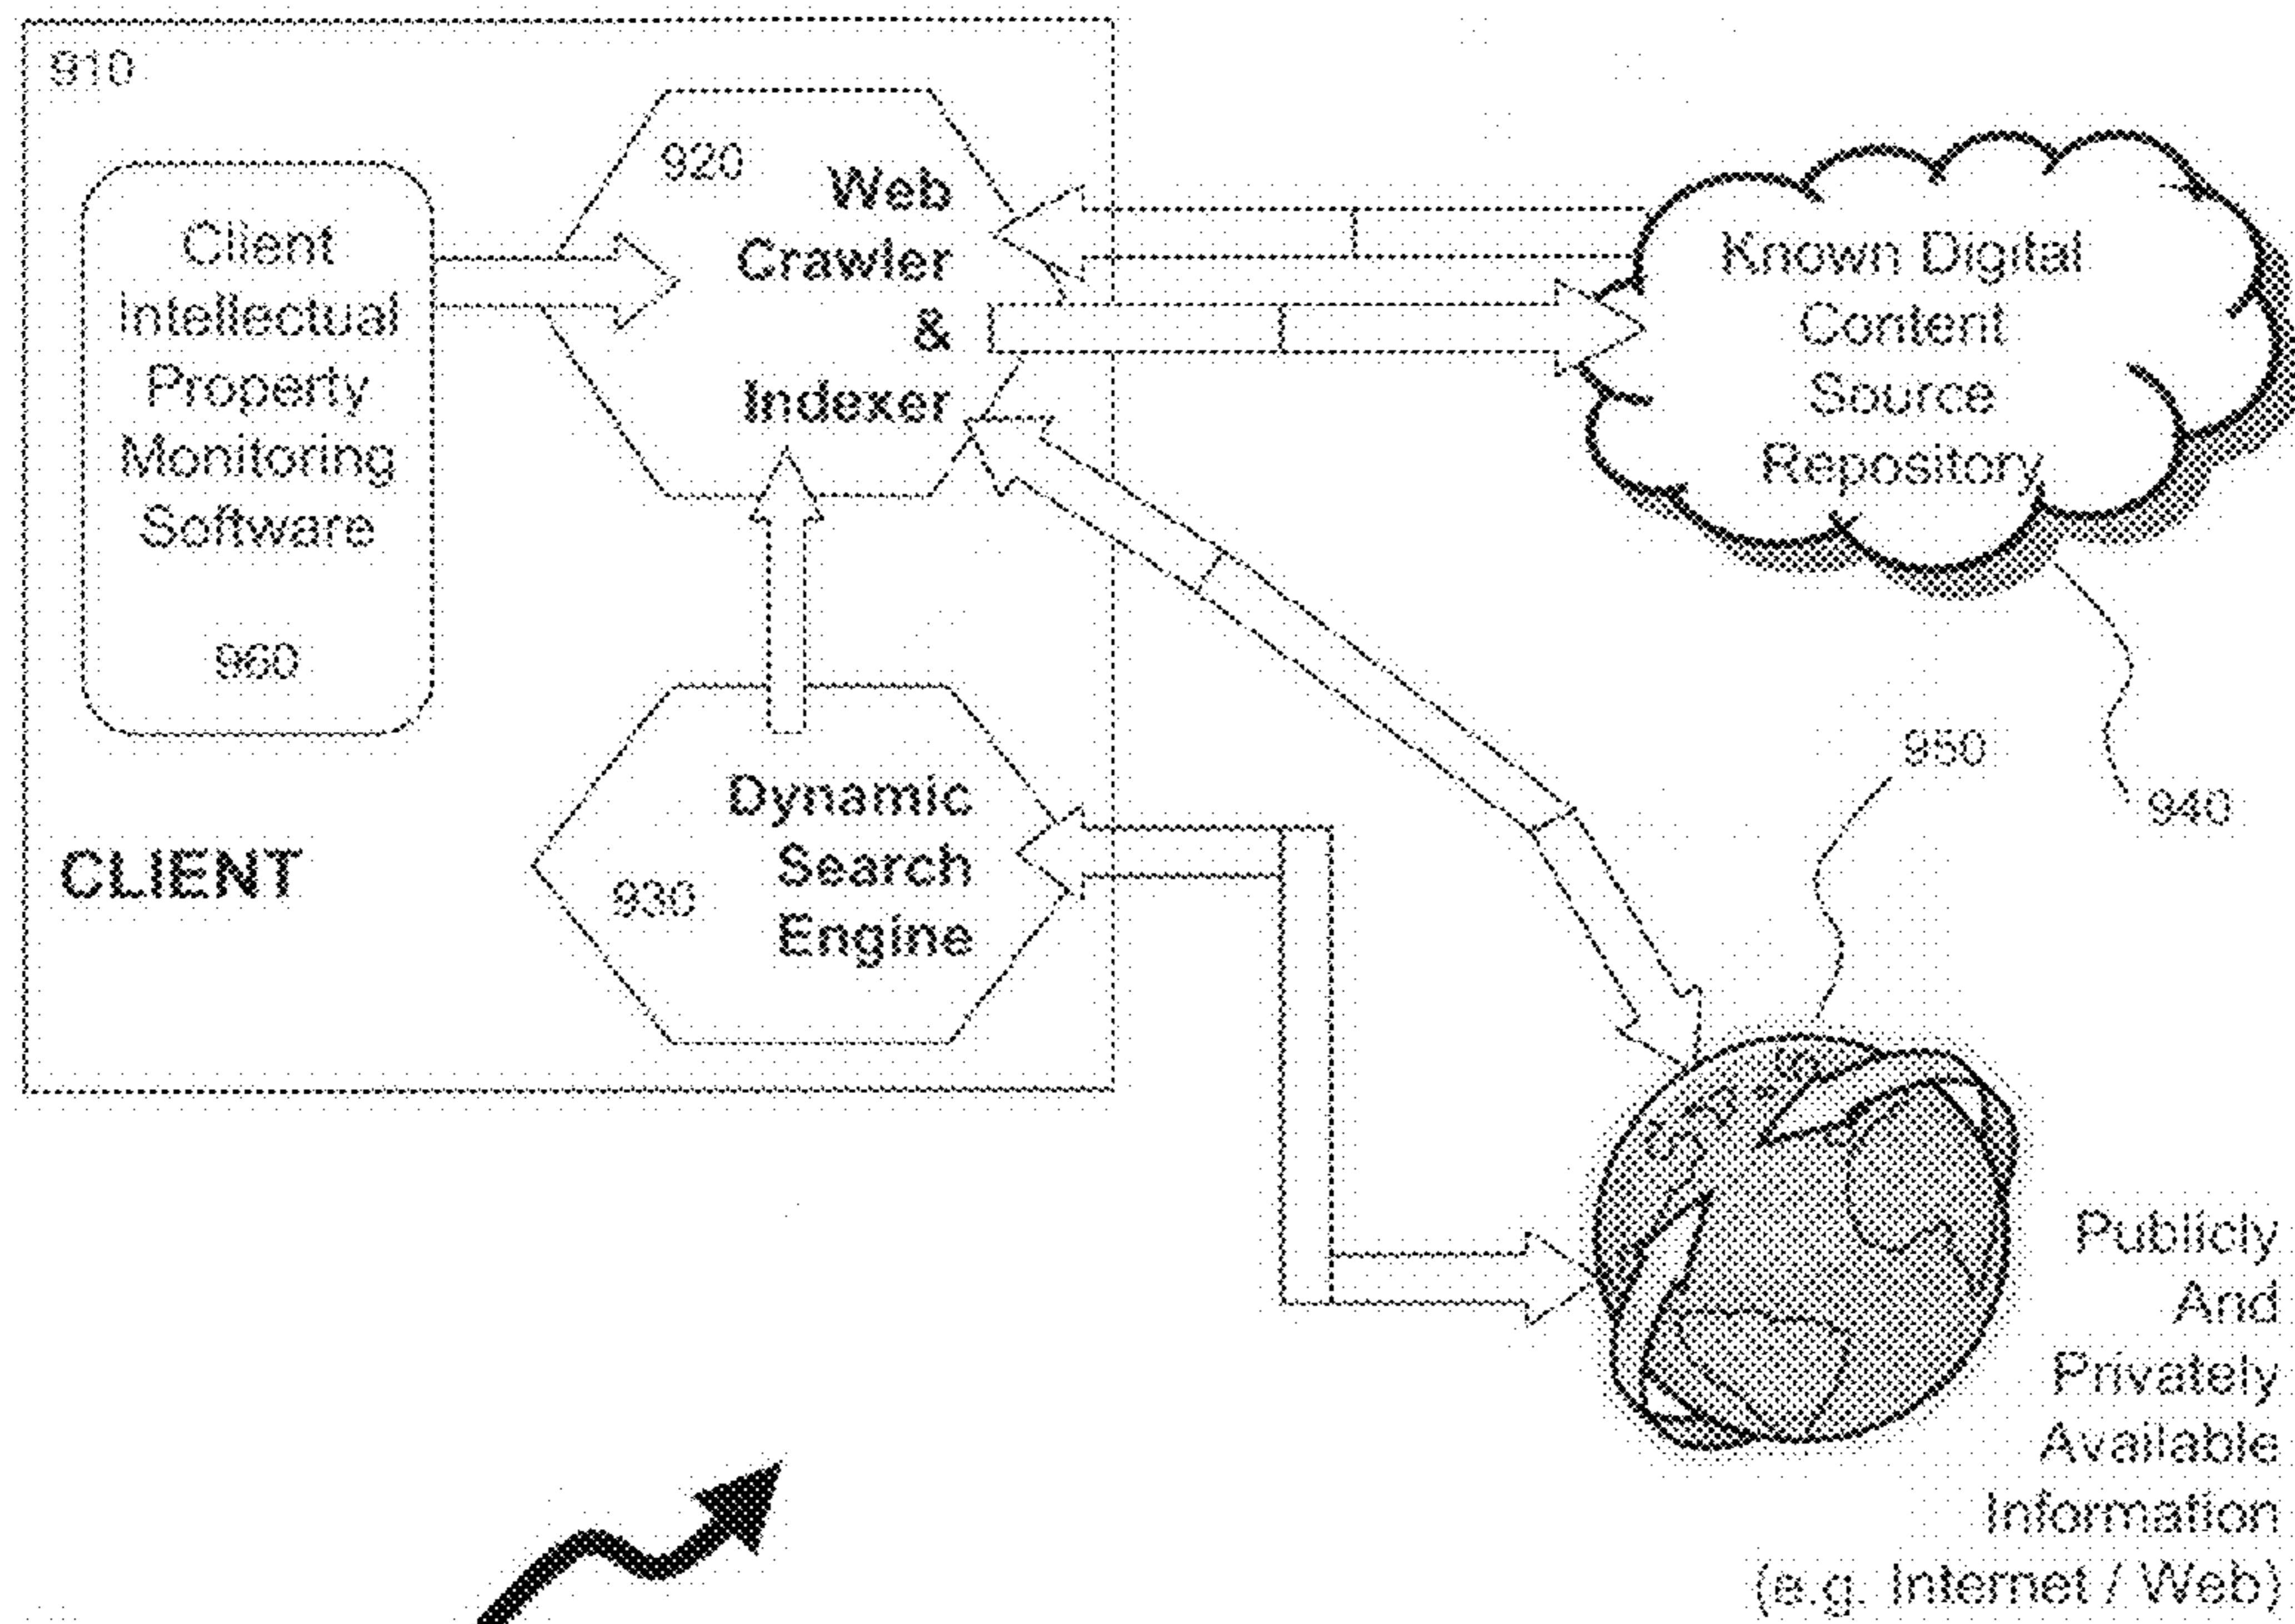 910
Client
Intellectual
Property
Monitoring
Software
960
920
Web
Crawler
&
Indexer
Known Digital
Content
Source
Repository
940
950
CLIENT
930
Dynamic
Search
Engine
Publicly
And
Privately
Available
Information
(e.g. Internet / Web)